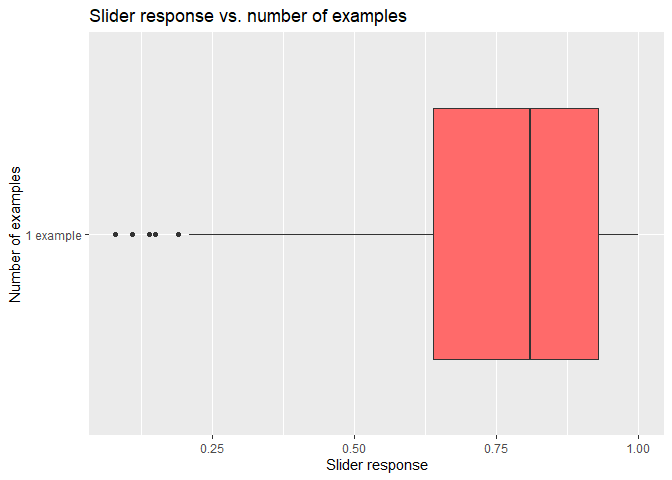 Slider response vs. number of examples
Number of examples
1 example
0.25 0.50 0.75 1.00
Slider response